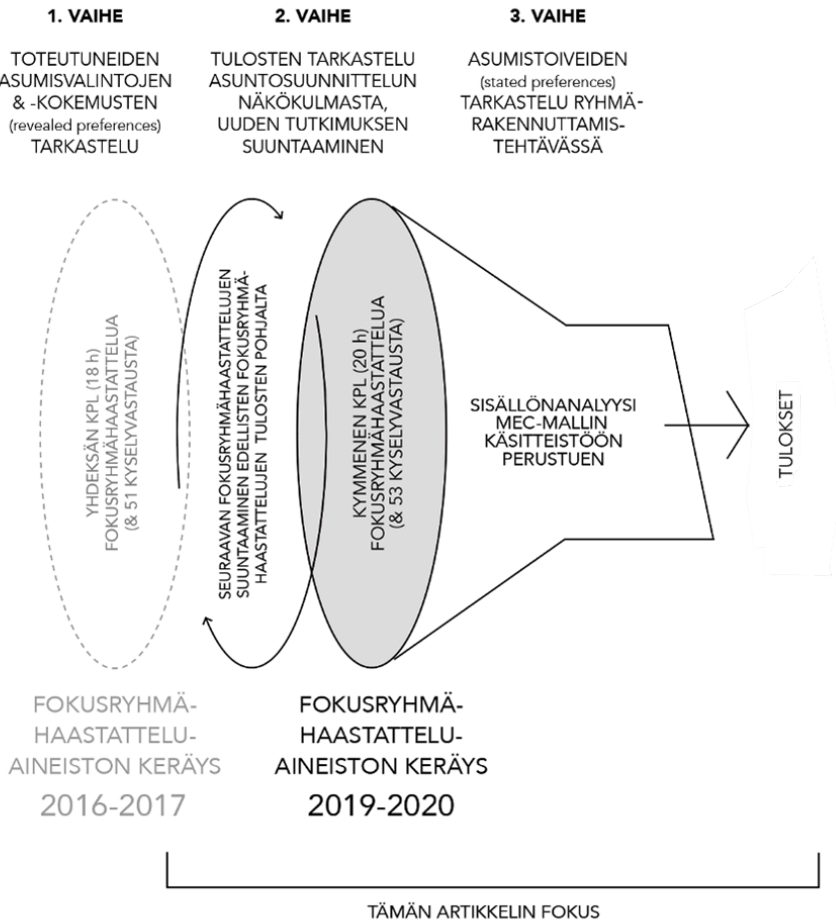 1. VAIHE
TOTEUTUNEIDEN
ASUMISVALINTOJEN
& -KOKEMUSTEN
(revealed preferences)
TARKASTELU
2. VAIHE
TULOSTEN TARKASTELU
ASUNTOSUUNNITTELUN
NÄKÖKULMASTA,
UUDEN TUTKIMUKSEN
SUUNTAAMINEN
3. VAIHE
ASUMISTOIVEIDEN
(stated preferences)
TARKASTELU RYHMÄ-
RAKENNUTTAMIS-
TEHTÄVÄSSÄ
YHDEKSÄN KPL (18 h)
FOKUSRYHMÄHAASTATTELUA
(& 51 KYSELYVASTAUSTA)
SEURAAVAN FOKUSRYHMÄHAASTATTELUJEN
SUUNTAAMINEN EDELLISTEN FOKUSRYHMÄ-
HAASTATTELUJEN TULOSTEN POHJALTA
KYMMENEN KPL (20 h)
FOKUSRYHMÄHAASTATTELUA
(& 53 KYSELYVASTAUSTA)
SISÄLLÖNANALYYSI
MEC-MALLIN
KÄSITTEISTÖÖN
PERUSTUEN
TULOKSET
FOKUSRYHMÄ-
HAASTATTELU-
AINEISTON KERÄYS
2016-2017
FOKUSRYHMÄ-
HAASTATTELU-
AINEISTON KERÄYS
2019-2020
TÄMÄN ARTIKKELIN FOKUS